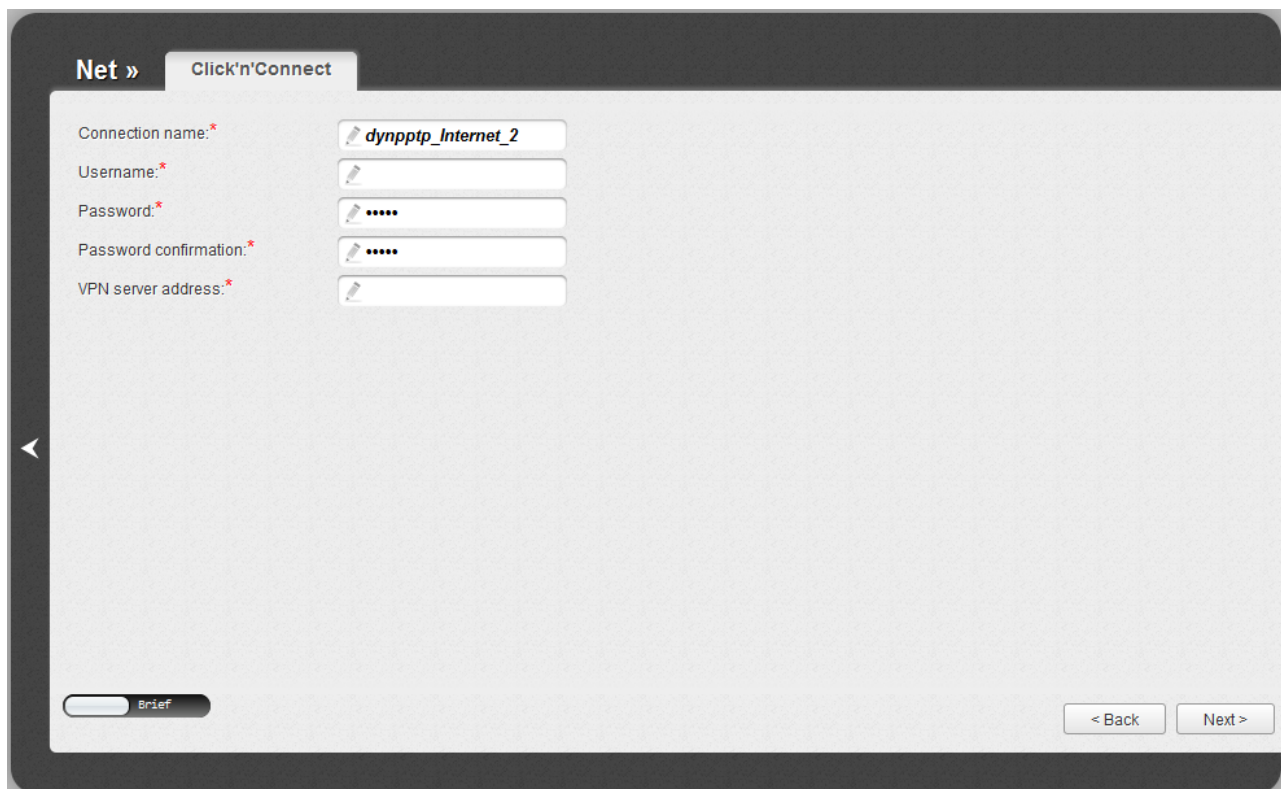 Net » Click'n'Connect
Connection name:* dynpptp_Internet_2
Username:*
Password:* •••••
Password confirmation:* •••••
VPN server address:*
Brief
< Back Next >